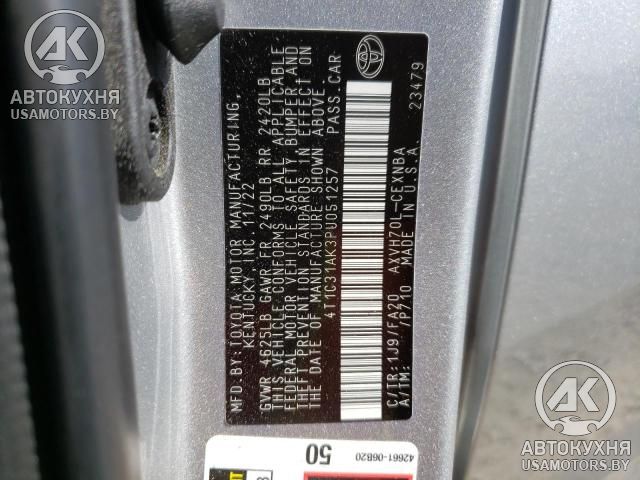 АК
АВТОКУХНЯ
USAMOTORS.BY
MFD. BY: TOYOTA MOTOR MANUFACTURING,
KENTUCKY, INC. 11/22
GVWR 4625LB GAWR FR 2490LB RR 2420LB
THIS VEHICLE CONFORMS TO ALL APPLICABLE
FEDERAL MOTOR VEHICLE SAFETY, BUMPER AND
THEFT PREVENTION STANDARDS IN EFFECT ON
THE DATE OF MANUFACTURE SHOWN ABOVE.
4T1C31AK3PU051257 PASS. CAR
C/TR: 1J9/FA20 AXVH70L-CEXNBA
A/TM: /P710 MADE IN U.S.A.
23479
42661-06B20
50
АК
АВТОКУХНЯ
USAMOTORS.BY